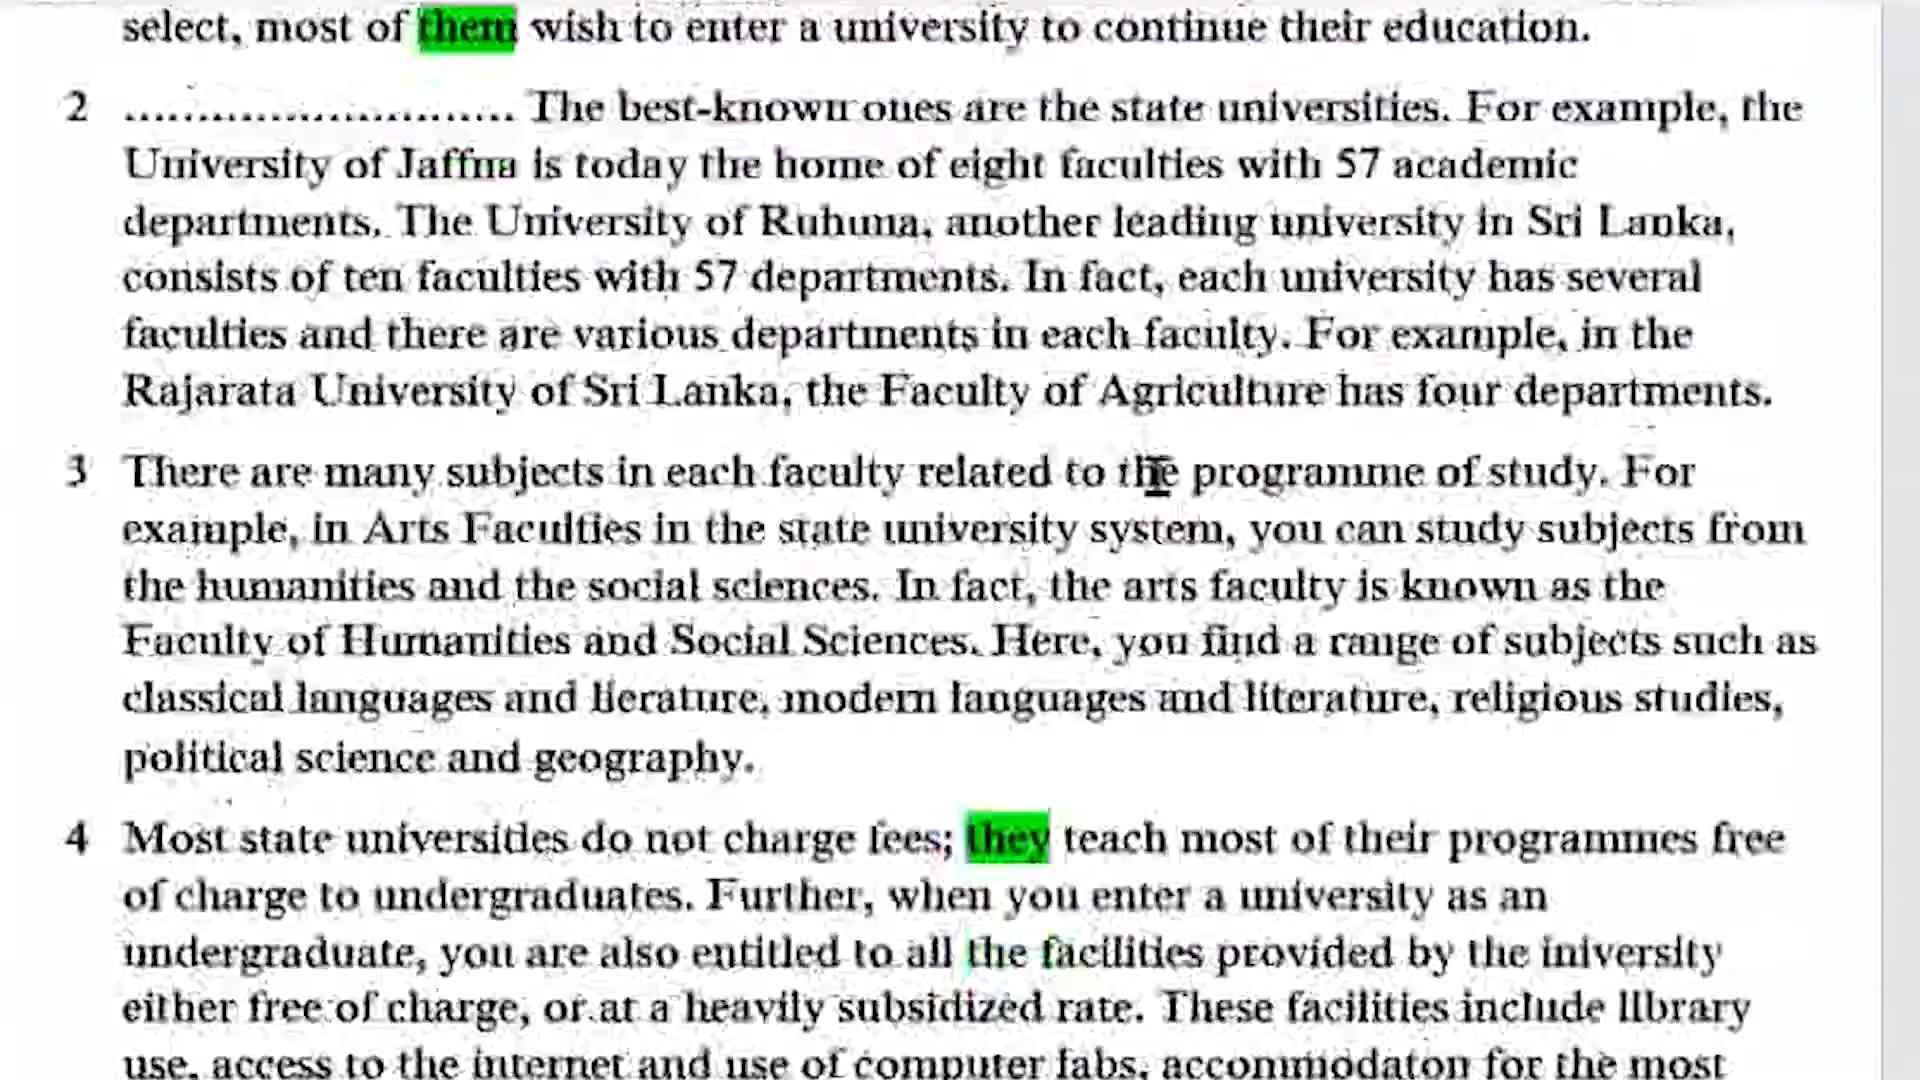 select, most of them wish to enter a university to continue their education.
2 ........................... The best-known ones are the state universities. For example, the
University of Jaffna is today the home of eight faculties with 57 academic
departments. The University of Ruhuna, another leading university in Sri Lanka,
consists of ten faculties with 57 departments. In fact, each university has several
faculties and there are various departments in each faculty. For example, in the
Rajarata University of Sri Lanka, the Faculty of Agriculture has four departments.
3 There are many subjects in each faculty related to the programme of study. For
example, in Arts Faculties in the state university system, you can study subjects from
the humanities and the social sciences. In fact, the arts faculty is known as the
Faculty of Humanities and Social Sciences. Here, you find a range of subjects such as
classical languages and lierature, modern languages and literature, religious studies,
political science and geography.
4 Most state universities do not charge fees; they teach most of their programmes free
of charge to undergraduates. Further, when you enter a university as an
undergraduate, you are also entitled to all the facilities provided by the iniversity
either free of charge, or at a heavily subsidized rate. These facilities include library
use, access to the internet and use of computer labs, accommodaton for the most